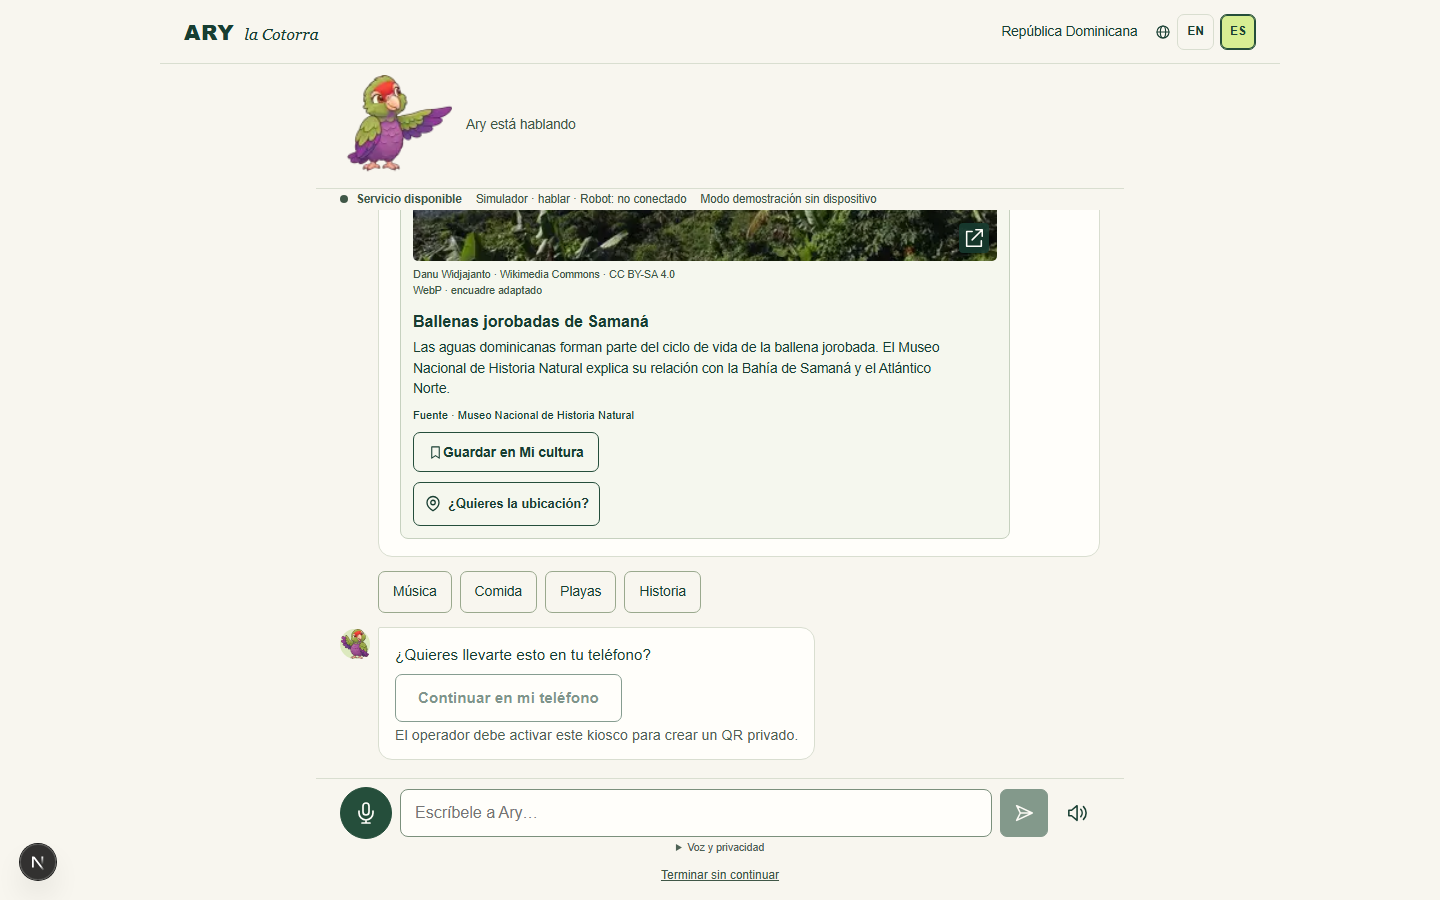 ARY la Cotorra
República Dominicana EN ES
Ary está hablando
Servicio disponible Simulador · hablar · Robot: no conectado Modo demostración sin dispositivo
Danu Widjajanto · Wikimedia Commons · CC BY-SA 4.0
WebP · encuadre adaptado
Ballenas jorobadas de Samaná
Las aguas dominicanas forman parte del ciclo de vida de la ballena jorobada. El Museo
Nacional de Historia Natural explica su relación con la Bahía de Samaná y el Atlántico
Norte.
Fuente · Museo Nacional de Historia Natural
Guardar en Mi cultura
¿Quieres la ubicación?
Música Comida Playas Historia
¿Quieres llevarte esto en tu teléfono?
Continuar en mi teléfono
El operador debe activar este kiosco para crear un QR privado.
Escríbele a Ary…
Voz y privacidad
Terminar sin continuar
N